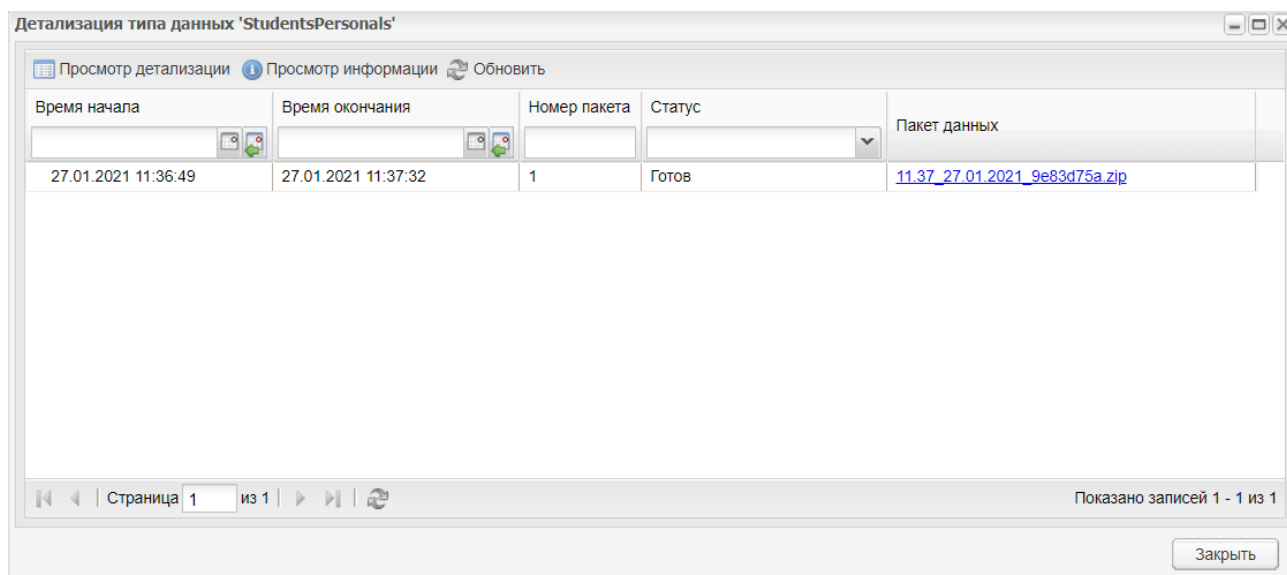 Детализация типа данных 'StudentsPersonals'
Просмотр детализации Просмотр информации Обновить
Время начала Время окончания Номер пакета Статус Пакет данных
27.01.2021 11:36:49 27.01.2021 11:37:32 1 Готов 11.37_27.01.2021_9e83d75a.zip
Страница 1 из 1 Показано записей 1 - 1 из 1
Закрыть